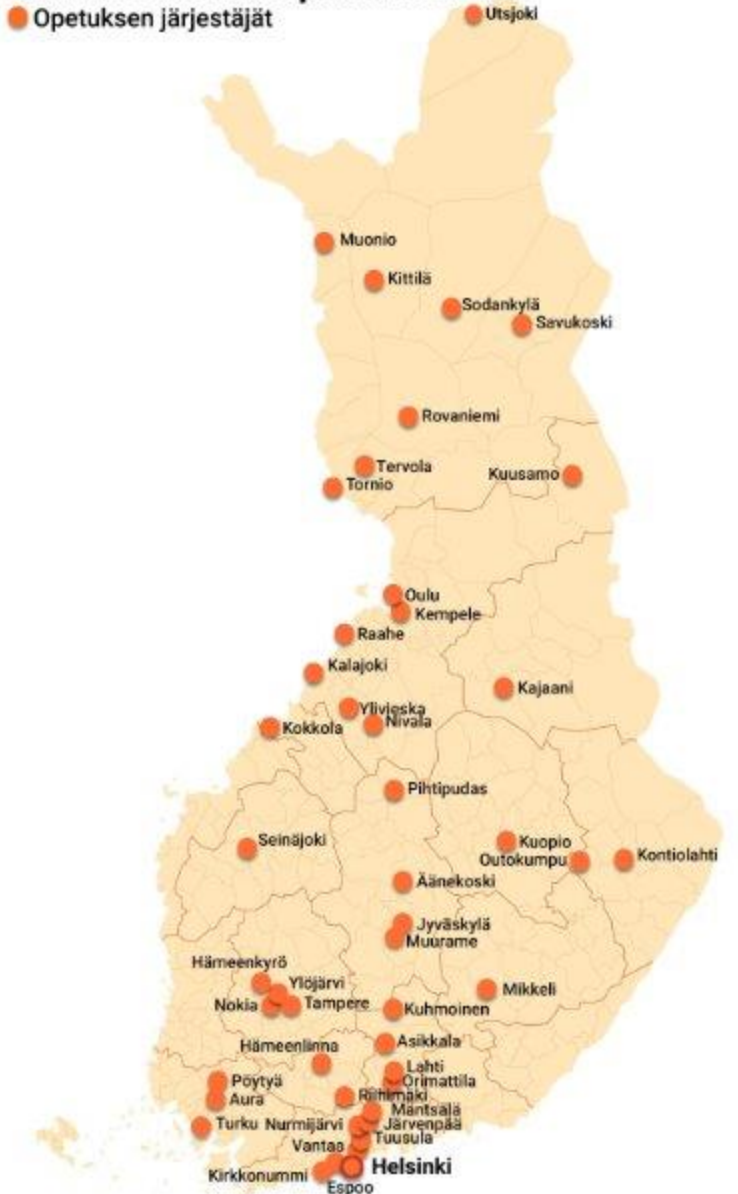 Opetuksen järjestäjät
Utsjoki
Muonio
Kittilä
Sodankylä
Savukoski
Rovaniemi
Tervola
Kuusamo
Tornio
Oulu
Kempele
Raahe
Kalajoki
Kajaani
Ylivieska
Nivala
Kokkola
Pihtipudas
Seinäjoki
Kuopio
Outokumpu
Kontiolahti
Äänekoski
Jyväskylä
Muurame
Hämeenkyrö
Ylöjärvi
Nokia
Tampere
Mikkeli
Kuhmoinen
Asikkala
Hämeenlinna
Lahti
Orimattila
Pöytyä
Riihimäki
Aura
Mäntsälä
Turku
Nurmijärvi
Järvenpää
Tuusula
Vantaa
Helsinki
Kirkkonummi
Espoo